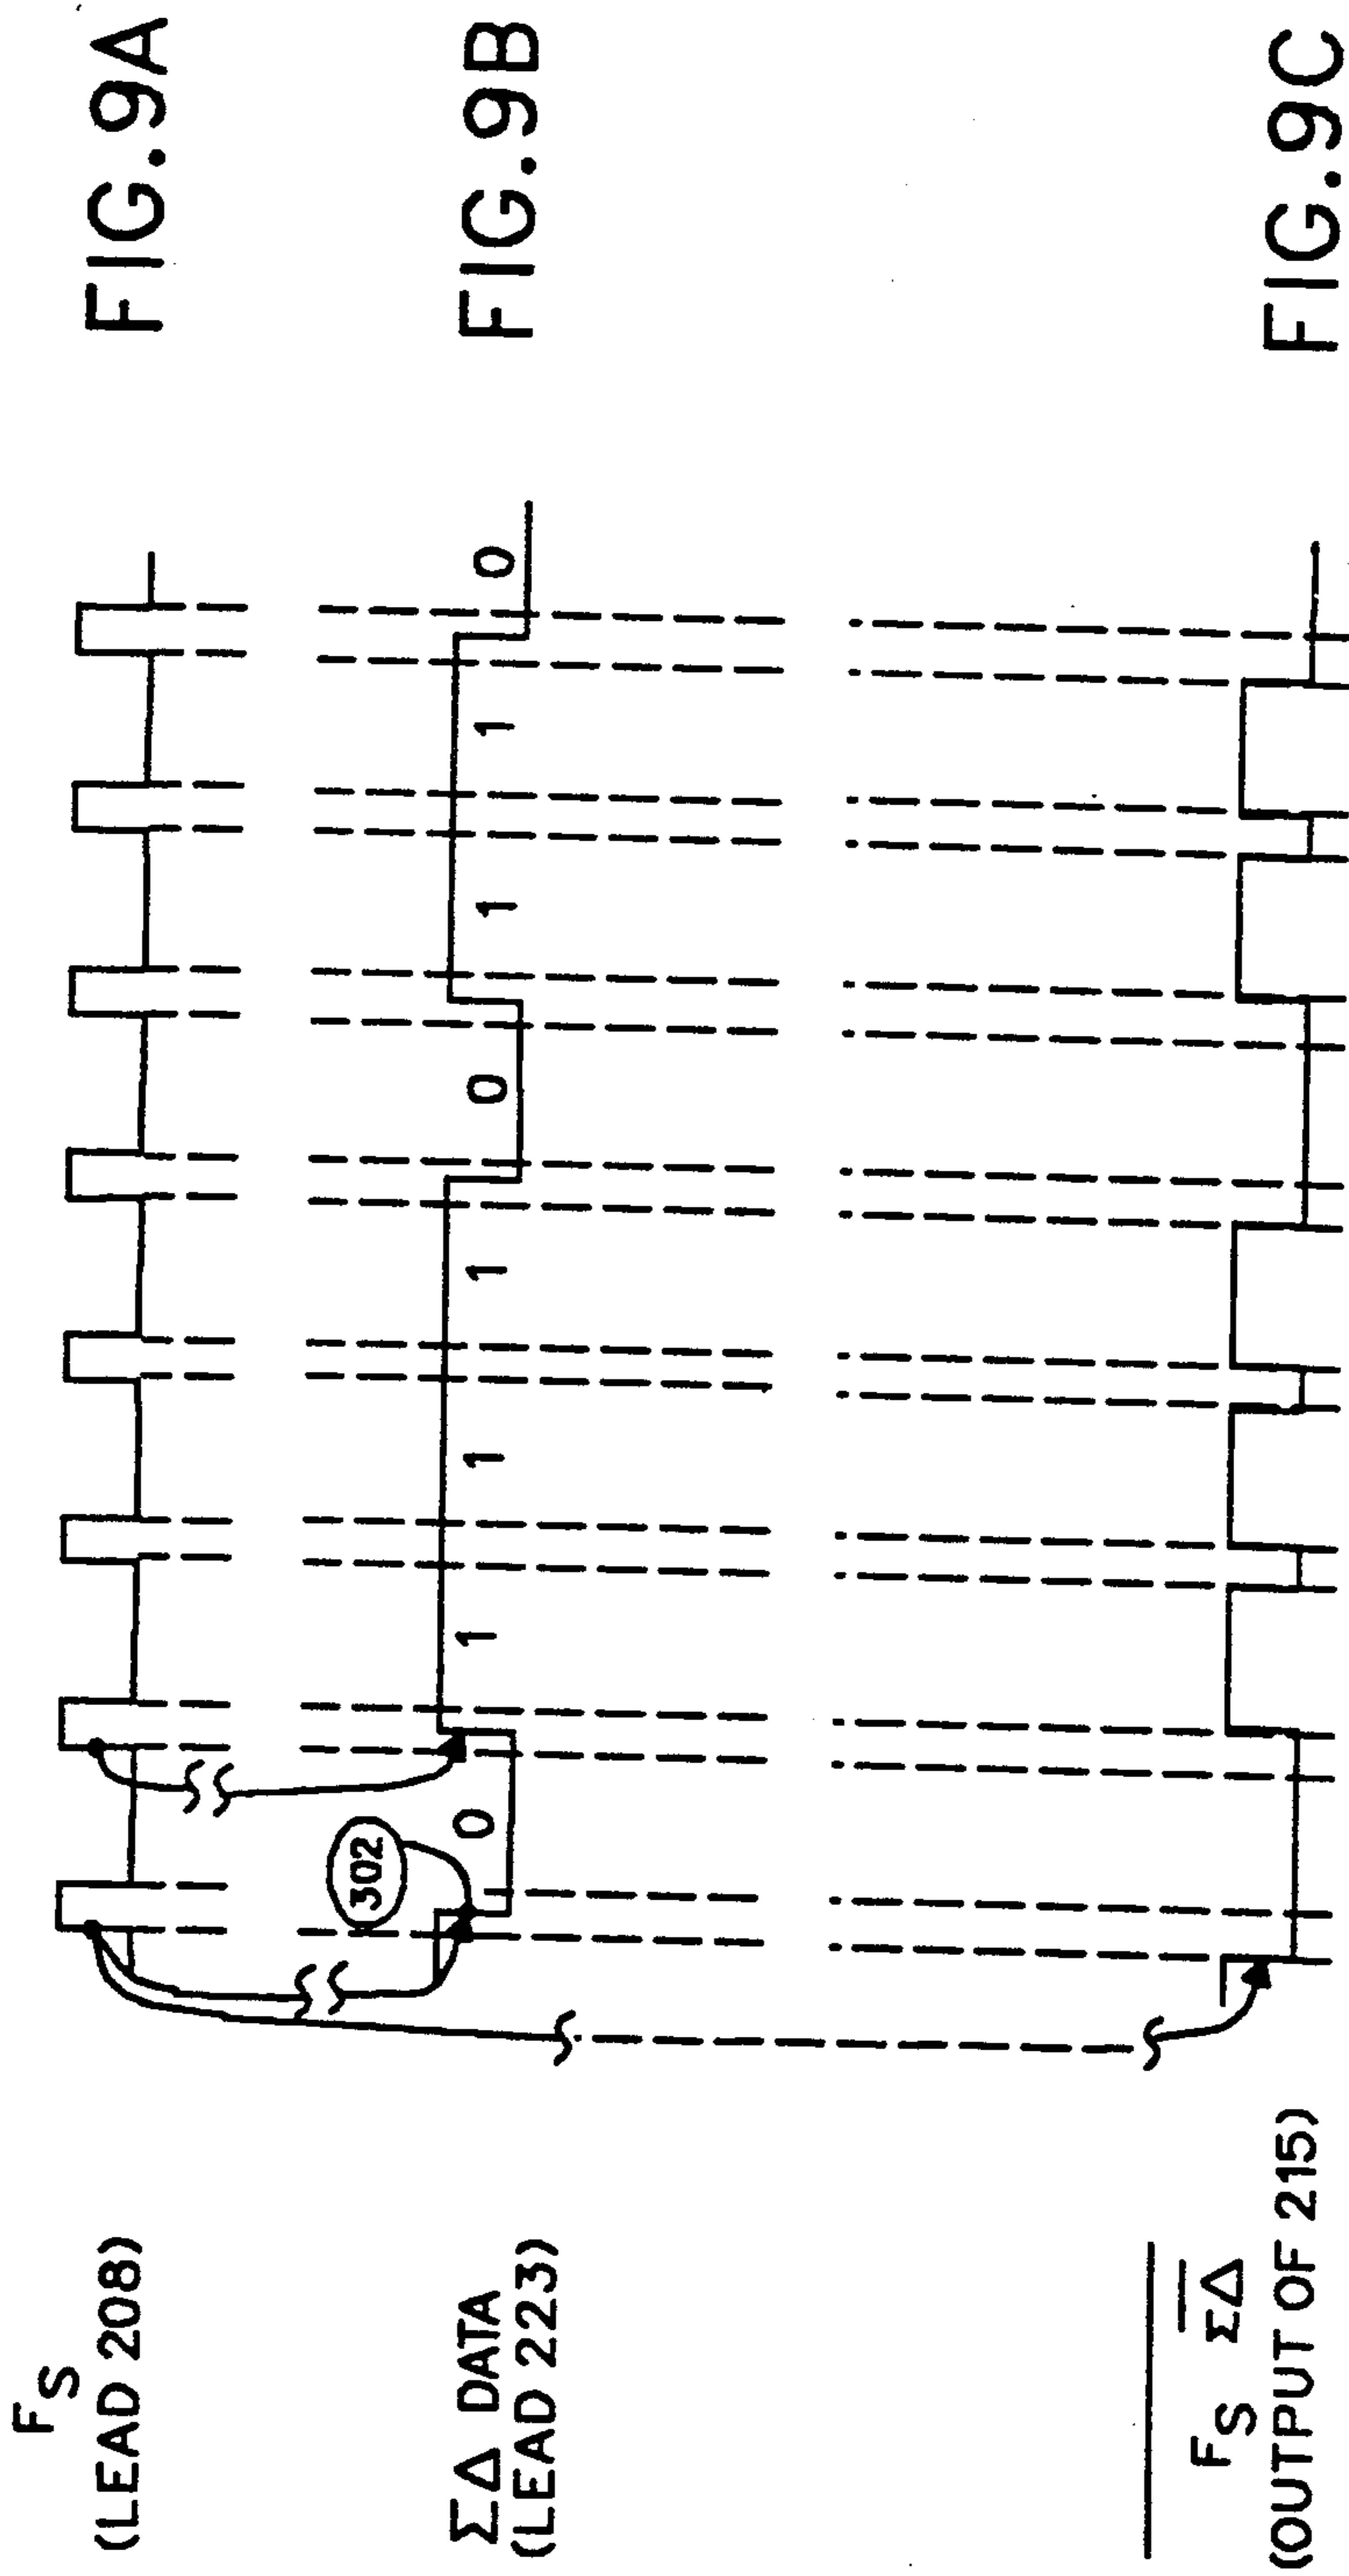 F_S
(LEAD 208)
FIG.9A
ΣΔ DATA
(LEAD 223)
302
0 1 1 1 0 1 1 0
FIG.9B
F_S ΣΔ
(OUTPUT OF 215)
FIG.9C